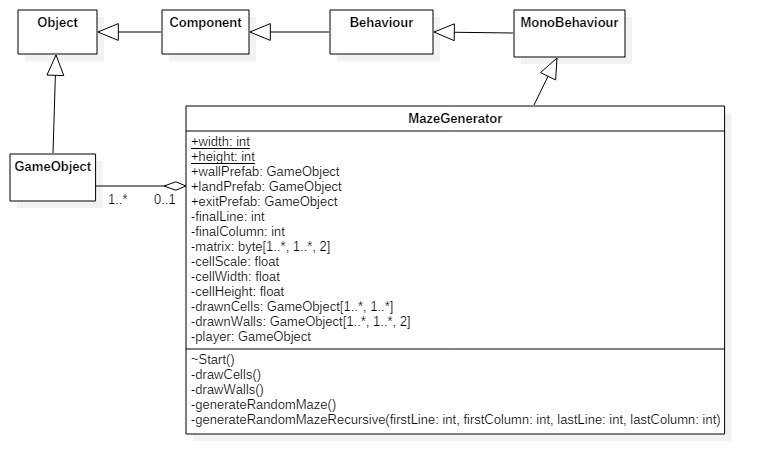 Object
Component
Behaviour
MonoBehaviour
MazeGenerator
GameObject
1..*
0..1
+width: int
+height: int
+wallPrefab: GameObject
+landPrefab: GameObject
+exitPrefab: GameObject
-finalLine: int
-finalColumn: int
-matrix: byte[1..*, 1..*, 2]
-cellScale: float
-cellWidth: float
-cellHeight: float
-drawnCells: GameObject[1..*, 1..*]
-drawnWalls: GameObject[1..*, 1..*, 2]
-player: GameObject
~Start()
-drawCells()
-drawWalls()
-generateRandomMaze()
-generateRandomMazeRecursive(firstLine: int, firstColumn: int, lastLine: int, lastColumn: int)